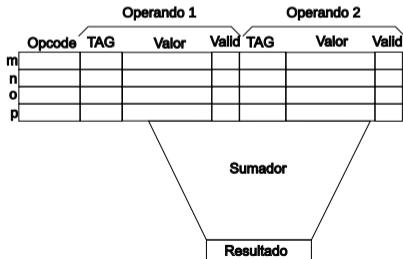 Operando 1 Operando 2
Opcode TAG Valor Valid TAG Valor Valid
m
n
o
p
Sumador
Resultado